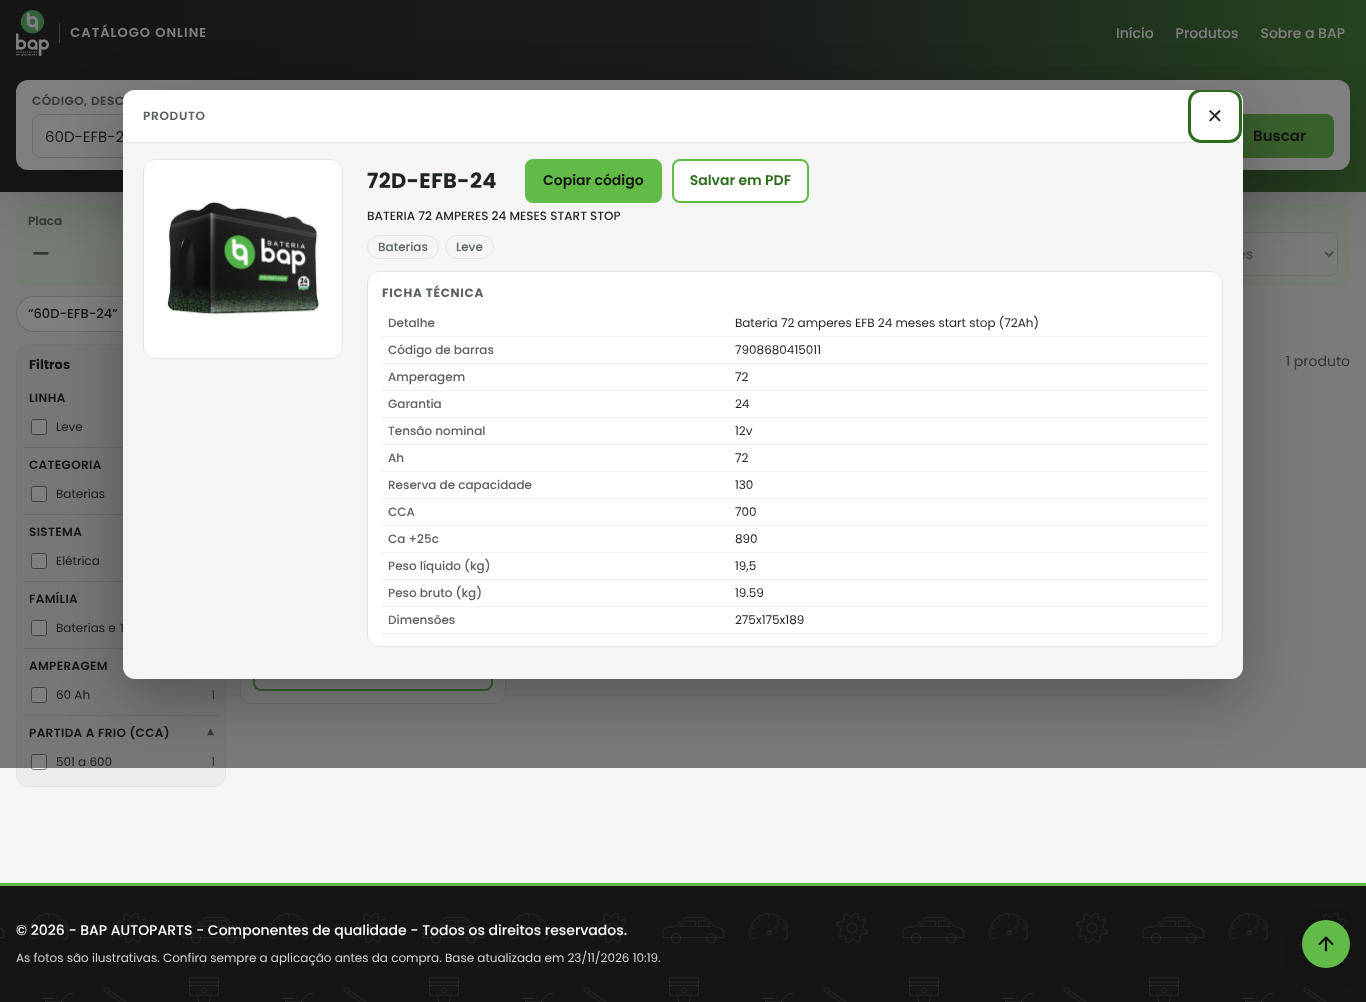 bap
CATÁLOGO ONLINE
Início
Produtos
Sobre a BAP
CÓDIGO, DESC
60D-EFB-2
Buscar
PRODUTO
×
72D-EFB-24
Copiar código
Salvar em PDF
BATERIA 72 AMPERES 24 MESES START STOP
Baterias
Leve
BATERIA
bap
24
FICHA TÉCNICA
Detalhe Bateria 72 amperes EFB 24 meses start stop (72Ah)
Código de barras 7908680415011
Amperagem 72
Garantia 24
Tensão nominal 12v
Ah 72
Reserva de capacidade 130
CCA 700
Ca +25c 890
Peso líquido (kg) 19,5
Peso bruto (kg) 19.59
Dimensões 275x175x189
Placa
—
es
“60D-EFB-24”
1 produto
Filtros
LINHA
Leve
CATEGORIA
Baterias
SISTEMA
Elétrica
FAMÍLIA
Baterias e
AMPERAGEM
60 Ah 1
PARTIDA A FRIO (CCA)
501 a 600 1
© 2026 - BAP AUTOPARTS - Componentes de qualidade - Todos os direitos reservados.
As fotos são ilustrativas. Confira sempre a aplicação antes da compra. Base atualizada em 23/11/2026 10:19.